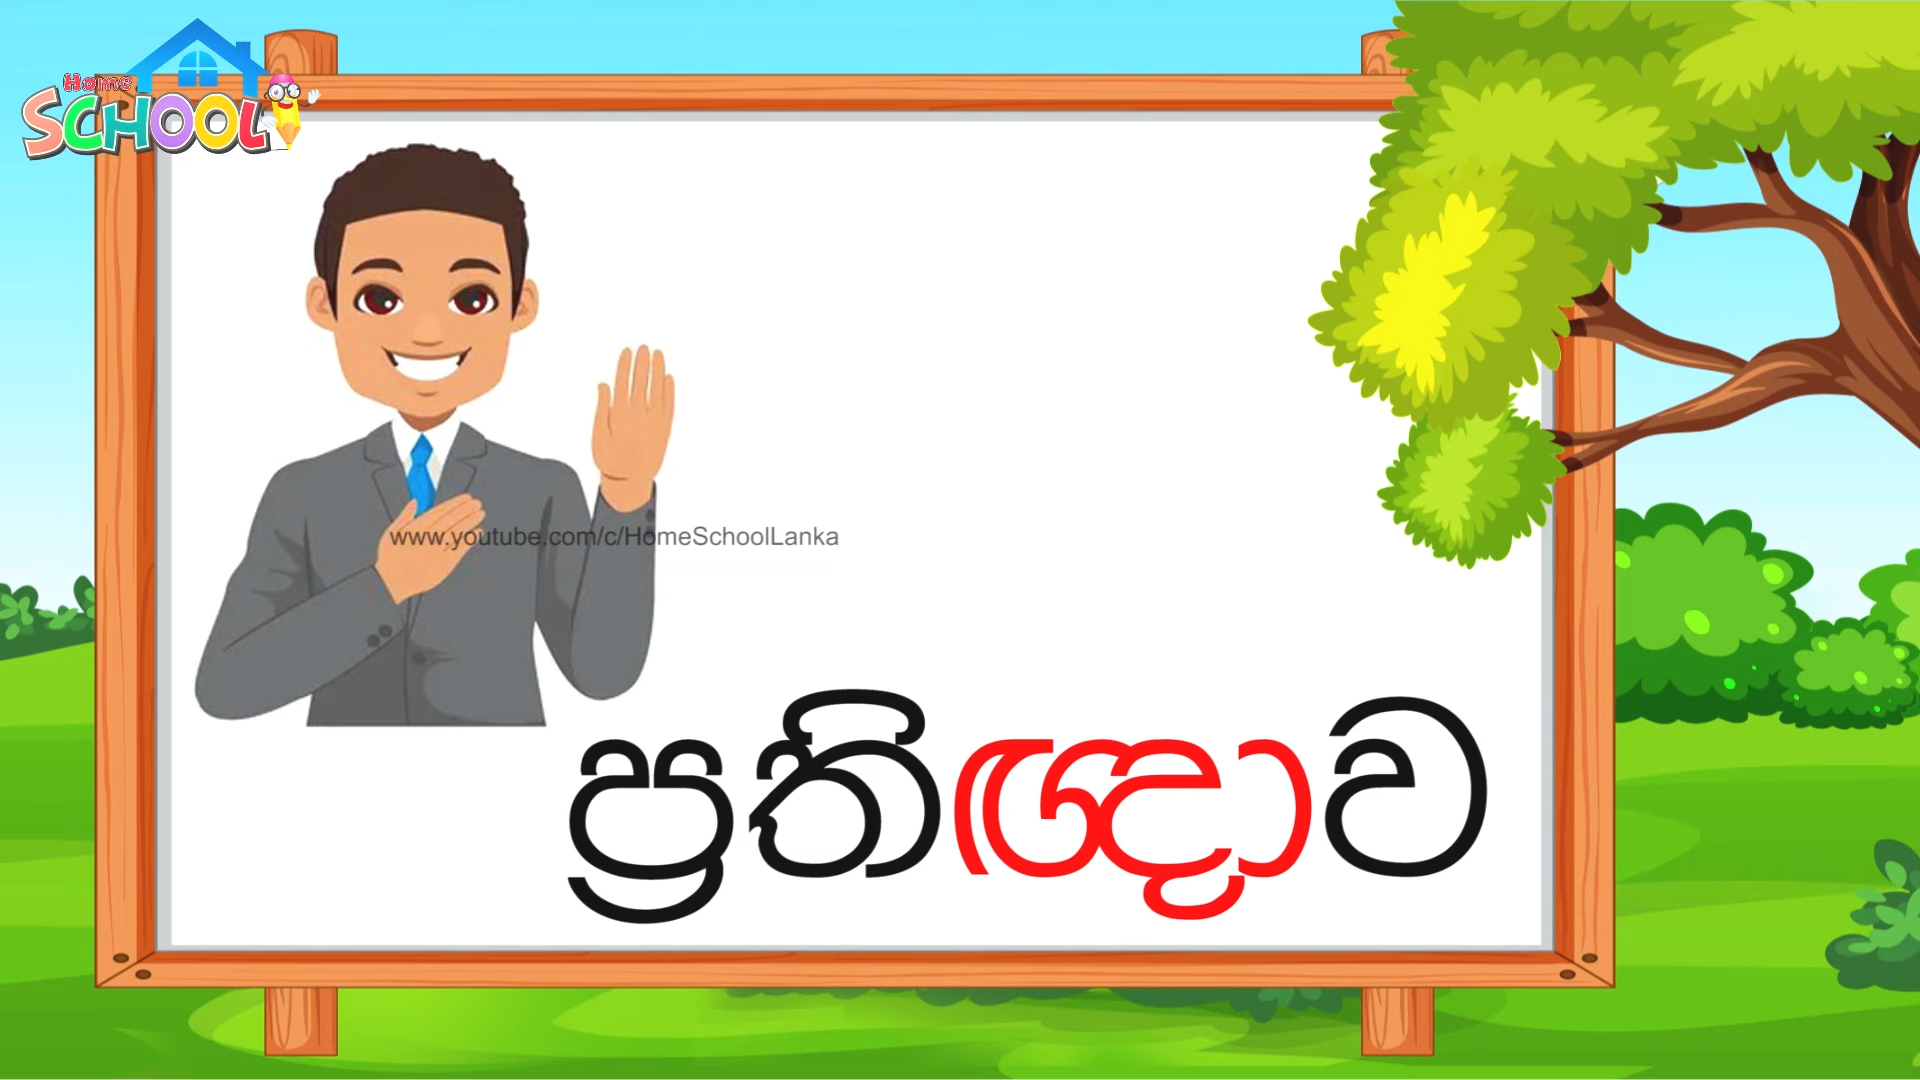 Home
SCHOOL
www.youtube.com/c/HomeSchoolLanka
ප්‍රතිඥාව